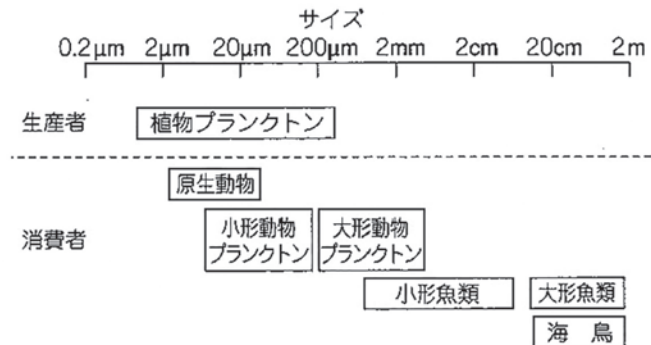 サイズ
0.2μm 2μm 20μm 200μm 2mm 2cm 20cm 2m
生産者
植物プランクトン
原生動物
消費者
小形動物
プランクトン
大形動物
プランクトン
小形魚類
大形魚類
海 鳥